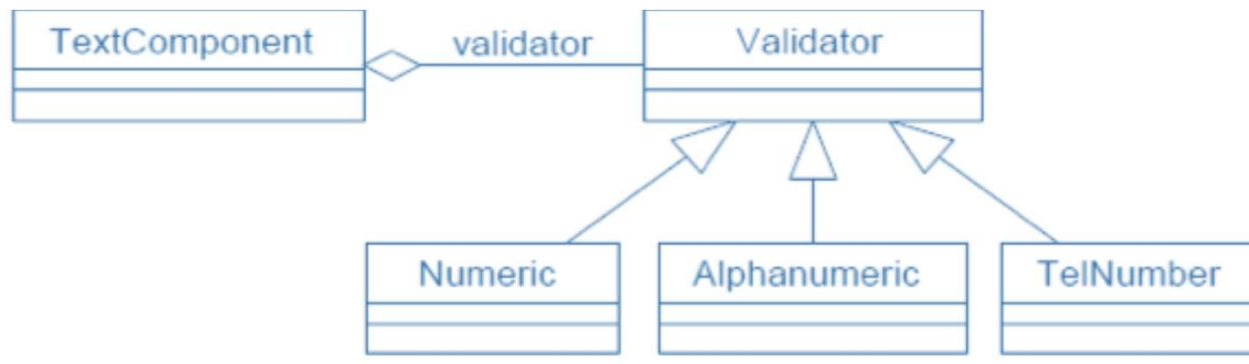 TextComponent
validator
Validator
Numeric
Alphanumeric
TelNumber